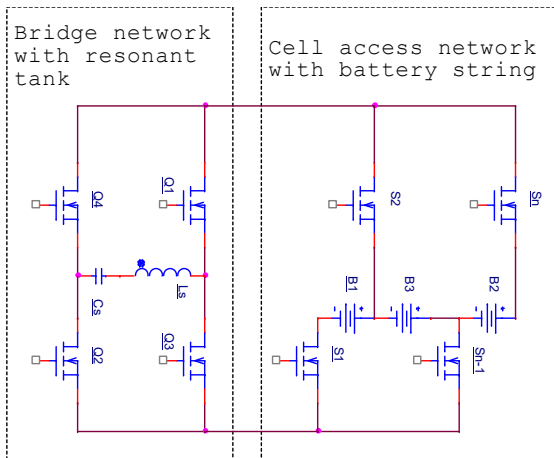 Bridge network
with resonant
tank
Cell access network
with battery string
Q4
Q1
S2
Sn
Cs
Ls
B1
B3
B2
Q2
Q3
S1
Sn-1